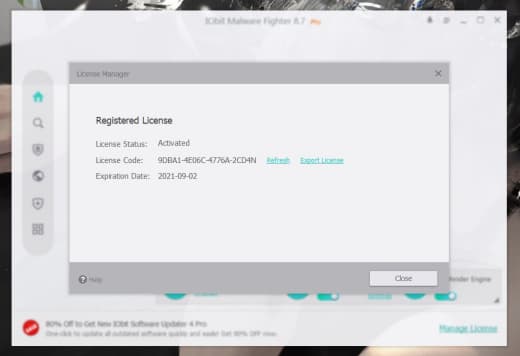 IObit Malware Fighter 8.7 Pro
License Manager
Registered License
License Status: Activated
License Code: 9DBA1-4E06C-4776A-2CD4N Refresh Export License
Expiration Date: 2021-09-02
Help
Close
Render Engine
80% Off to Get New IObit Software Updater 4 Pro
One-click to update all outdated software quickly and easily! Get 80% OFF now.
Manage License